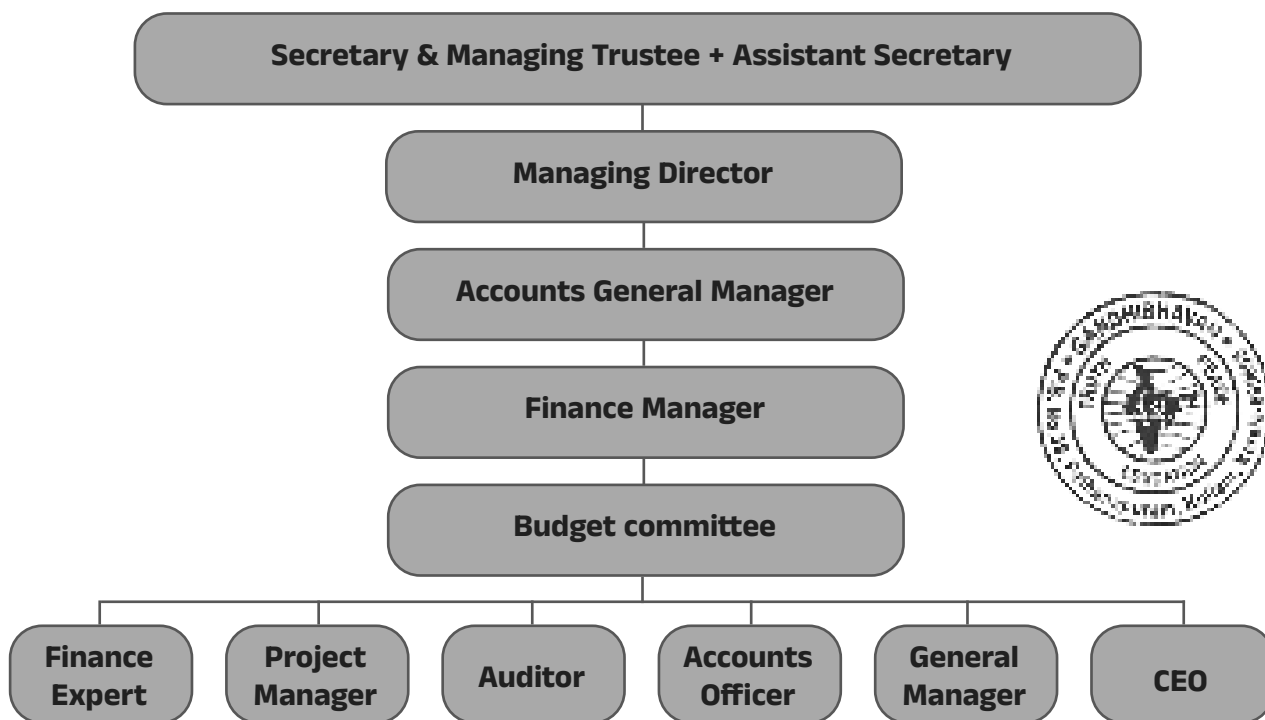 Secretary & Managing Trustee + Assistant Secretary
Managing Director
Accounts General Manager
Finance Manager
GANDHIBHAVAN
Budget committee
Finance
Expert
Project
Manager
Auditor
Accounts
Officer
General
Manager
CEO